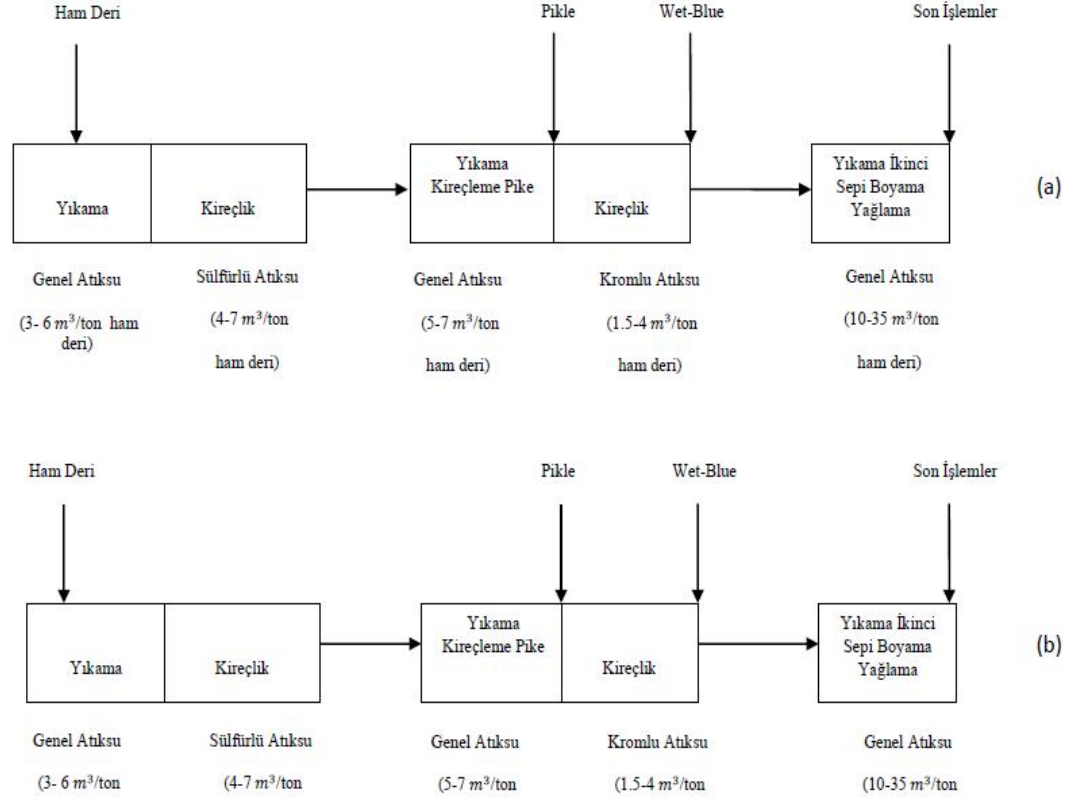 Ham Deri
Pikle
Wet-Blue
Son İşlemler
Yıkama
Kireçlik
Yıkama
Kireçleme Pike
Kireçlik
Yıkama İkinci
Sepi Boyama
Yağlama
(a)
Genel Atıksu
(3- 6 m³/ton ham
deri)
Sülfürlü Atıksu
(4-7 m³/ton
ham deri)
Genel Atıksu
(5-7 m³/ton
ham deri)
Kromlu Atıksu
(1.5-4 m³/ton
ham deri)
Genel Atıksu
(10-35 m³/ton
ham deri)
Ham Deri
Pikle
Wet-Blue
Son İşlemler
Yıkama
Kireçlik
Yıkama
Kireçleme Pike
Kireçlik
Yıkama İkinci
Sepi Boyama
Yağlama
(b)
Genel Atıksu
(3- 6 m³/ton
Sülfürlü Atıksu
(4-7 m³/ton
Genel Atıksu
(5-7 m³/ton
Kromlu Atıksu
(1.5-4 m³/ton
Genel Atıksu
(10-35 m³/ton